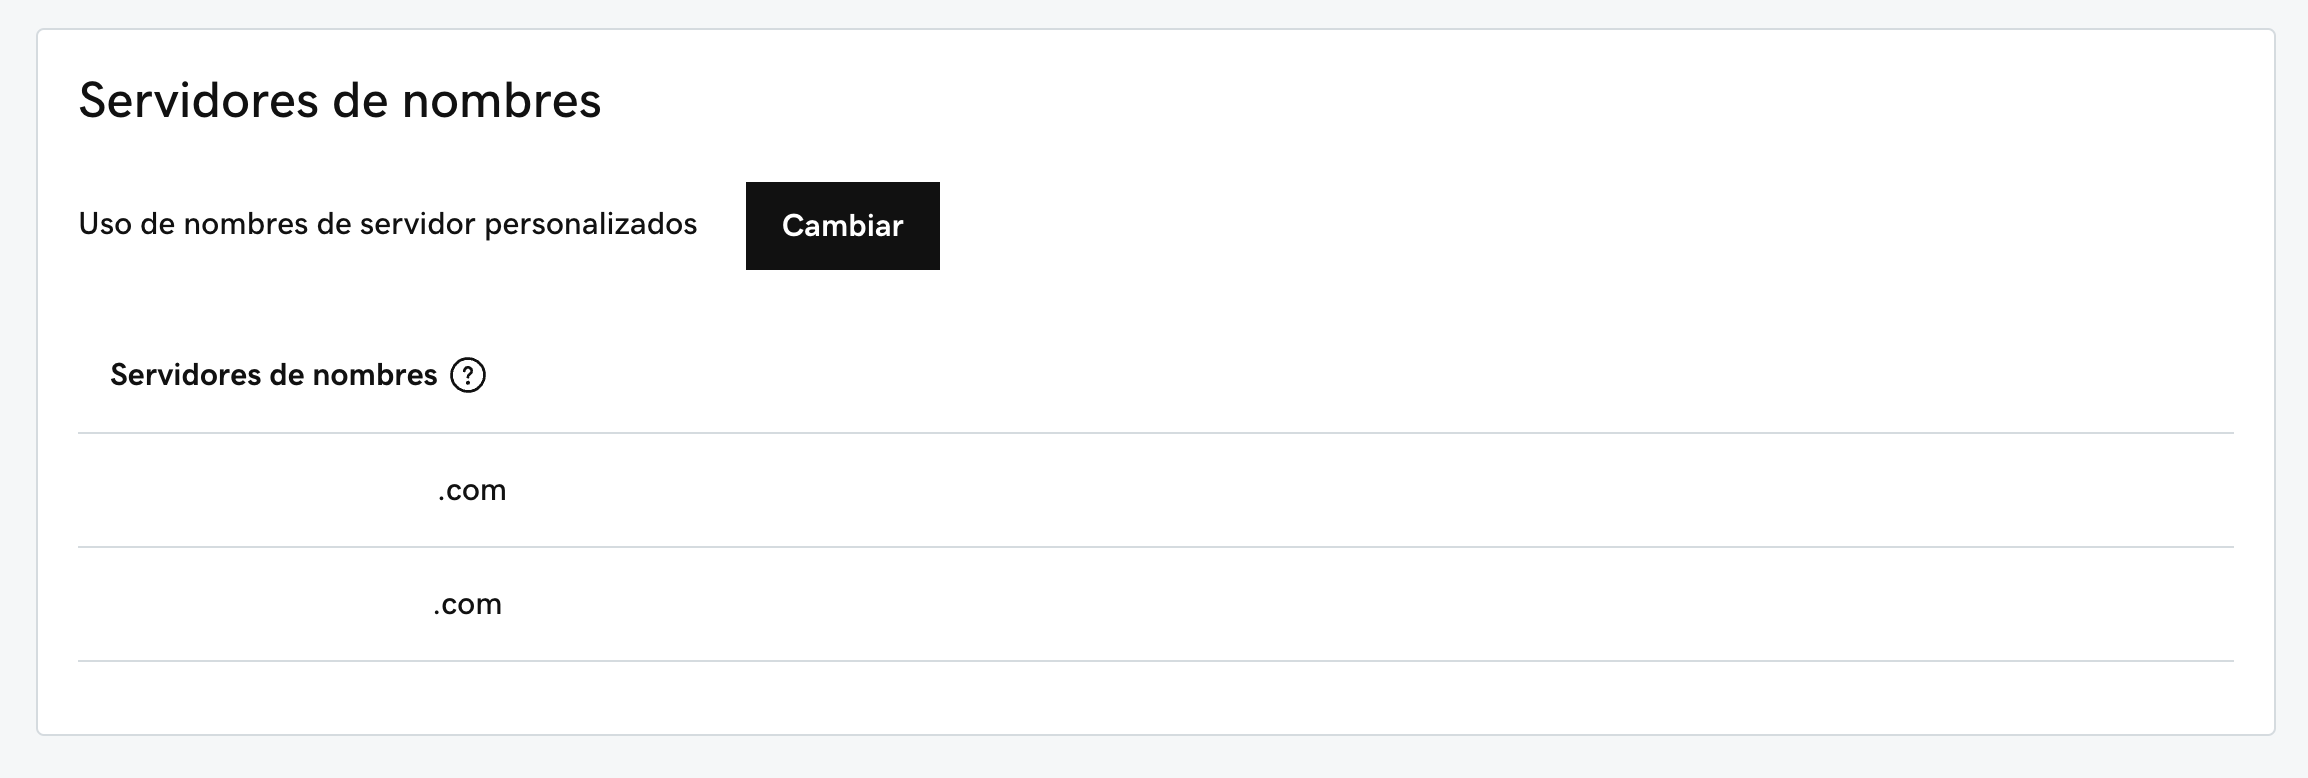 Servidores de nombres
Uso de nombres de servidor personalizados
Cambiar
Servidores de nombres ?
.com
.com